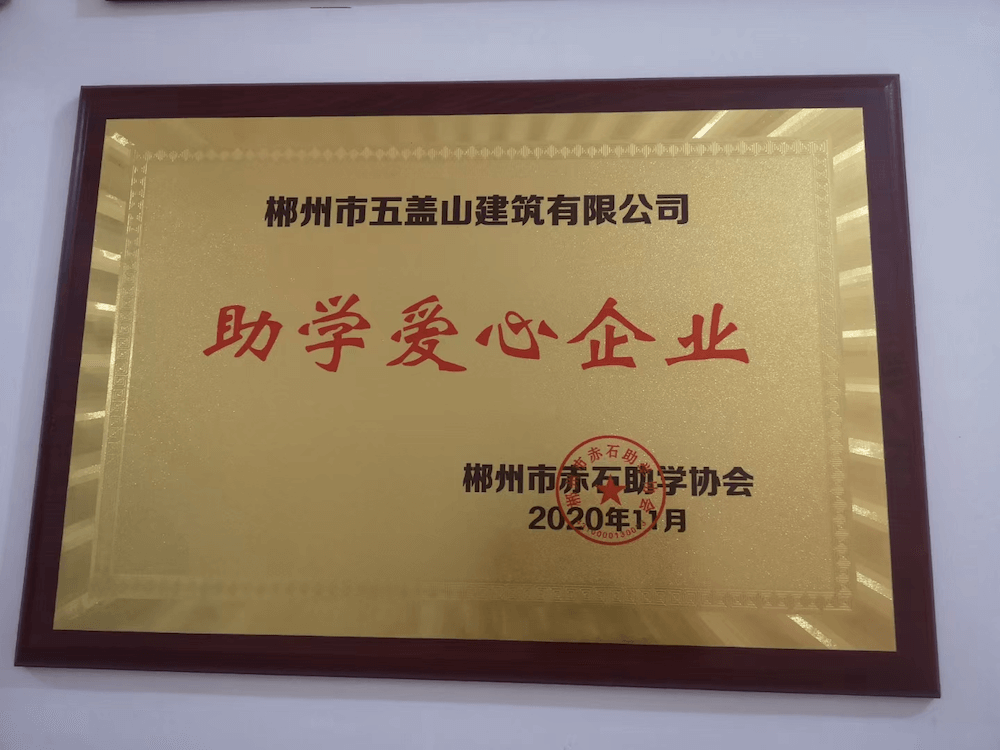 郴州市五盖山建筑有限公司
助学爱心企业
郴州市赤石助学协会
2020年11月